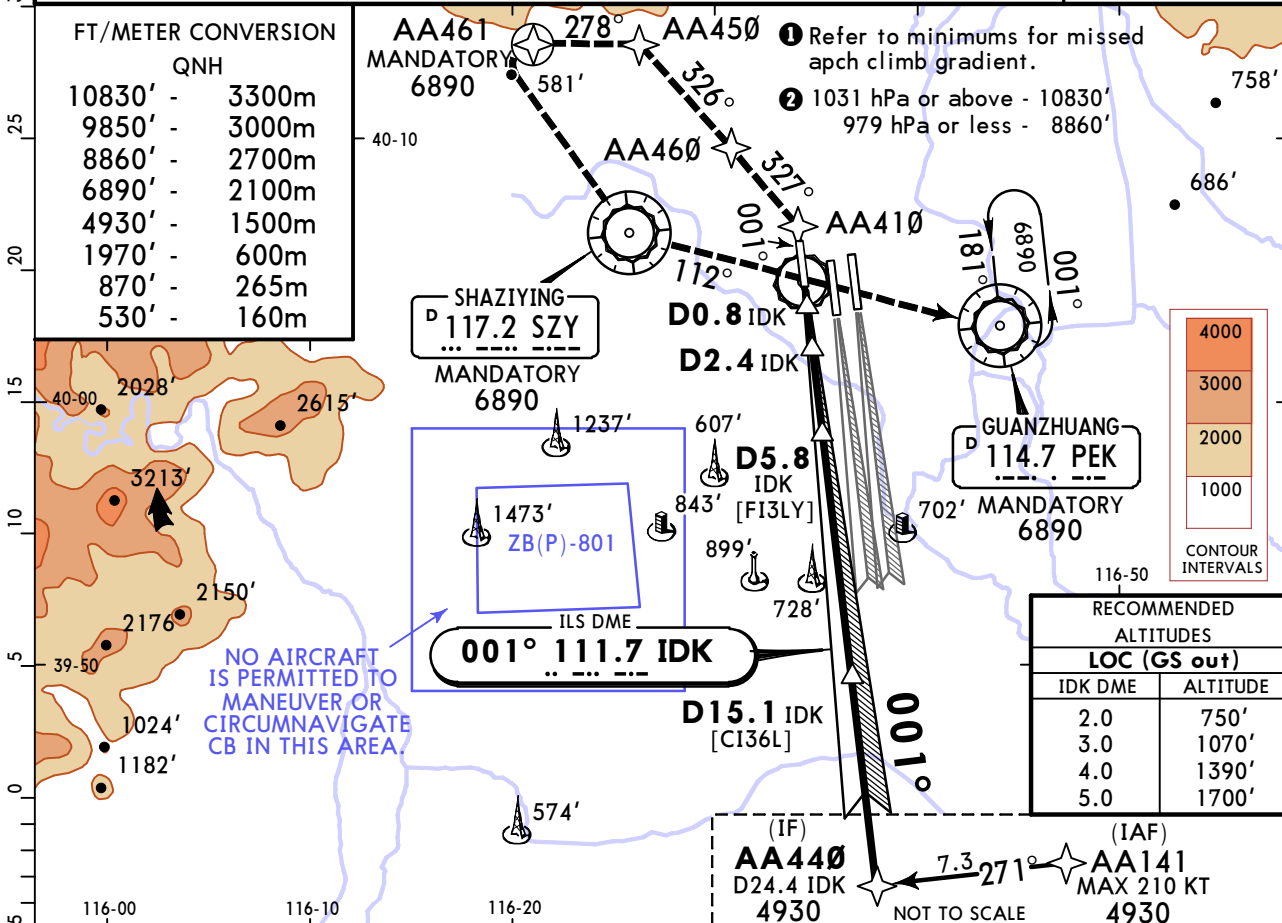 FT/METER CONVERSION
QNH
10830' - 3300m
9850' - 3000m
8860' - 2700m
6890' - 2100m
4930' - 1500m
1970' - 600m
870' - 265m
530' - 160m
AA461
MANDATORY
6890
278°
AA450
581'
326°
AA460
327°
AA410
001°
❶ Refer to minimums for missed
apch climb gradient.
❷ 1031 hPa or above - 10830'
979 hPa or less - 8860'
758'
686'
40-10
25
20
15
10
5
0
5
112°
SHAZIYING
D 117.2 SZY
MANDATORY
6890
D0.8 IDK
D2.4 IDK
D5.8
IDK
[FI3LY]
181°
6890
001°
GUANZHUANG
D 114.7 PEK
MANDATORY
6890
4000
3000
2000
1000
CONTOUR
INTERVALS
40-00
2028'
2615'
3213'
2150'
2176'
39-50
1024'
1182'
1237'
607'
1473'
ZB(P)-801
843'
899'
728'
702'
116-50
NO AIRCRAFT
IS PERMITTED TO
MANEUVER OR
CIRCUMNAVIGATE
CB IN THIS AREA.
ILS DME
001° 111.7 IDK
D15.1 IDK
[CI36L]
001°
574'
RECOMMENDED
ALTITUDES
LOC (GS out)
IDK DME ALTITUDE
2.0 750'
3.0 1070'
4.0 1390'
5.0 1700'
(IF)
AA44Ø
D24.4 IDK
4930
7.3
271°
(IAF)
AA141
MAX 210 KT
4930
NOT TO SCALE
116-00
116-10
116-20